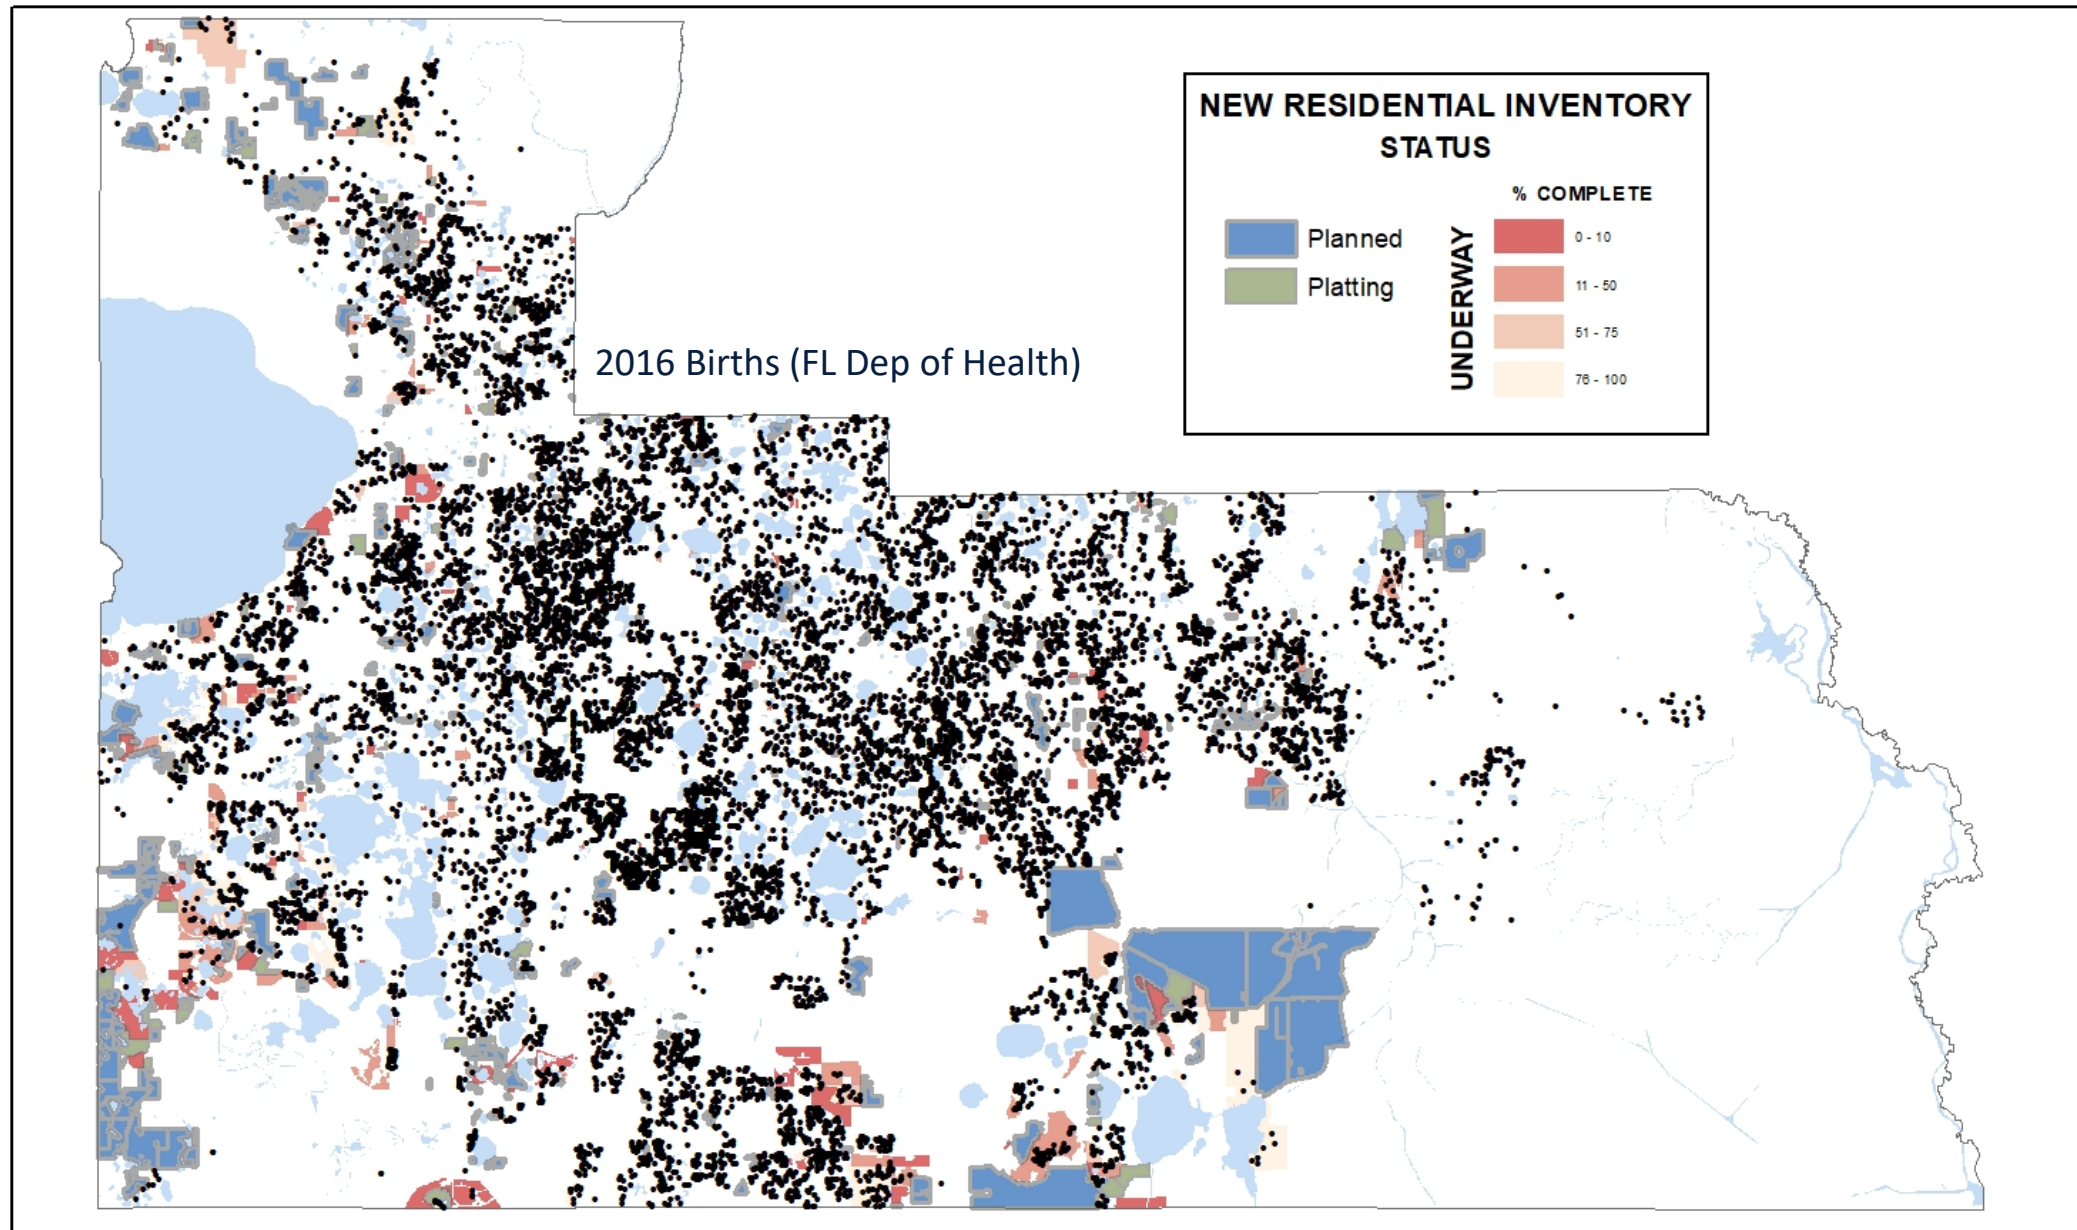 NEW RESIDENTIAL INVENTORY
STATUS
% COMPLETE
Planned
Platting
UNDERWAY
0 - 10
11 - 50
51 - 75
76 - 100
2016 Births (FL Dep of Health)